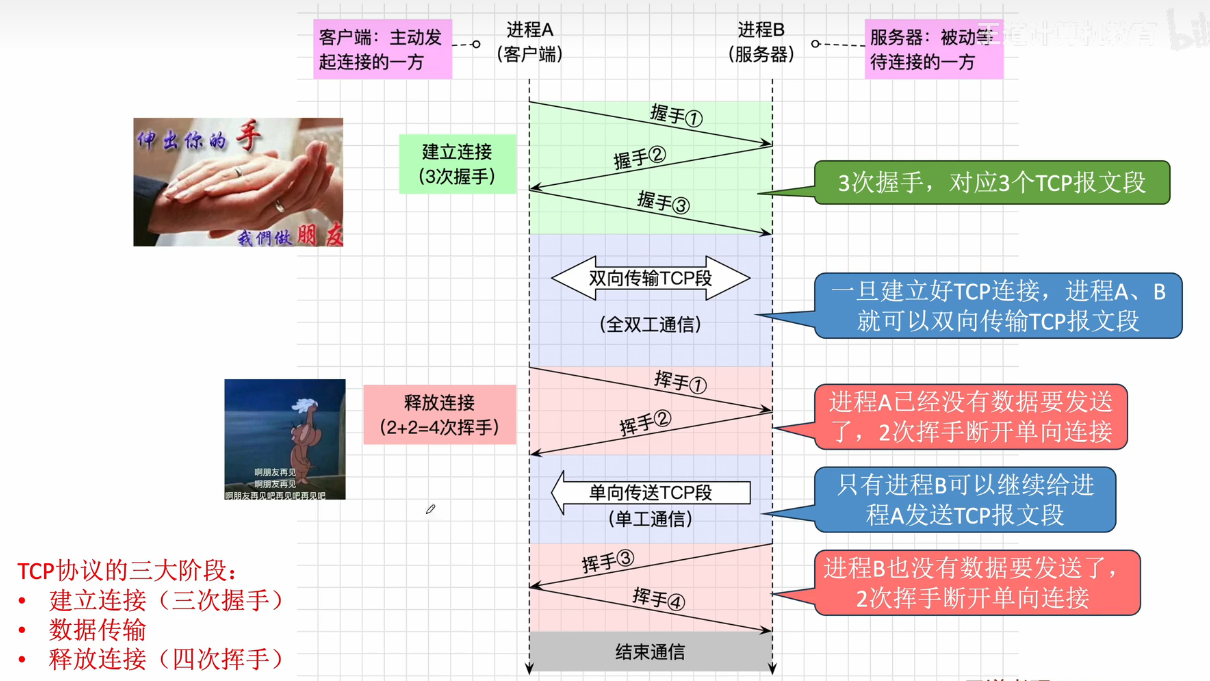 客户端：主动发
起连接的一方
进程A
(客户端)
进程B
(服务器)
服务器：被动等
待连接的一方
王道计算机教育
bili
伸出你的手
我們做朋友
建立连接
(3次握手)
握手①
握手②
握手③
3次握手，对应3个TCP报文段
双向传输TCP段
(全双工通信)
一旦建立好TCP连接，进程A、B
就可以双向传输TCP报文段
释放连接
(2+2=4次挥手)
挥手①
挥手②
进程A已经没有数据要发送
了，2次挥手断开单向连接
啊朋友再见
啊朋友再见
啊朋友再见吧再见吧再见吧
单向传送TCP段
(单工通信)
只有进程B可以继续给进
程A发送TCP报文段
挥手③
挥手④
进程B也没有数据要发送了，
2次挥手断开单向连接
结束通信
TCP协议的三大阶段：
• 建立连接（三次握手）
• 数据传输
• 释放连接（四次挥手）